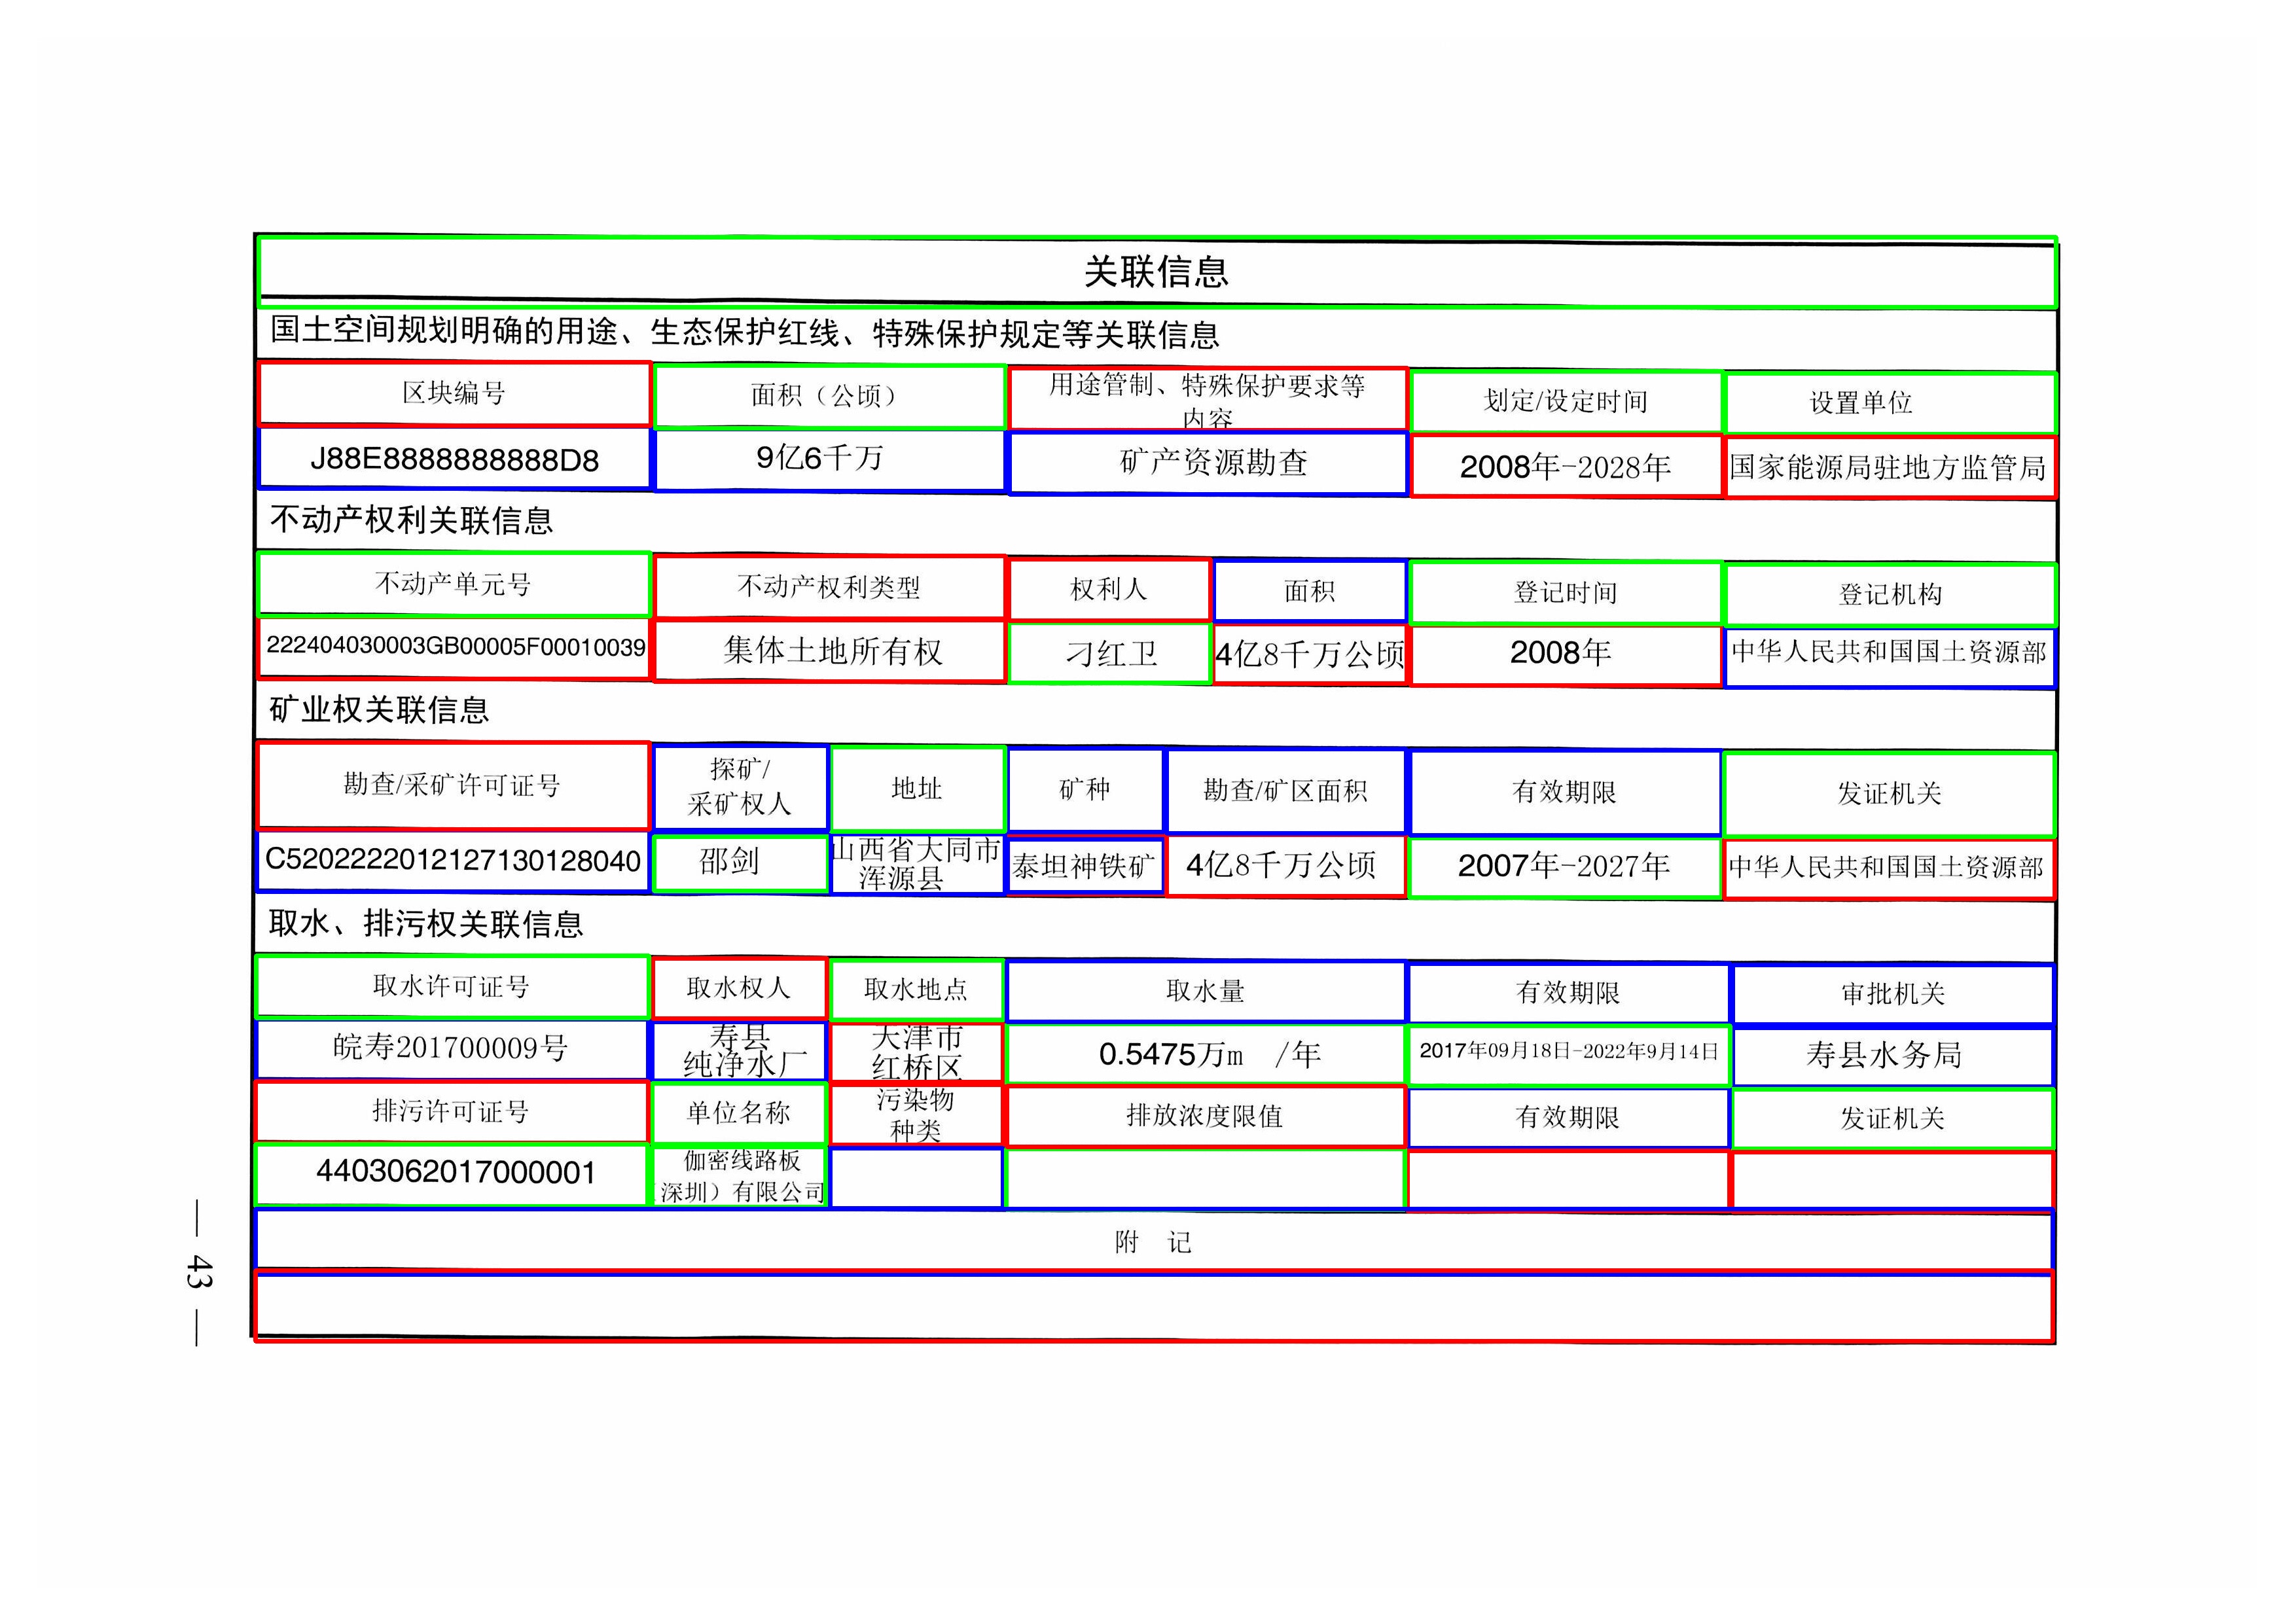 关联信息
国土空间规划明确的用途、生态保护红线、特殊保护规定等关联信息
区块编号 面积（公顷） 用途管制、特殊保护要求等 划定/设定时间 设置单位
内容
J88E8888888888D8 9亿6千万 矿产资源勘查 2008年-2028年 国家能源局驻地方监管局
不动产权利关联信息
不动产单元号 不动产权利类型 权利人 面积 登记时间 登记机构
222404030003GB00005F00010039 集体土地所有权 刁红卫 4亿8千万公顷 2008年 中华人民共和国国土资源部
矿业权关联信息
勘查/采矿许可证号 探矿/ 地址 矿种 勘查/矿区面积 有效期限 发证机关
采矿权人
C5202222012127130128040 邵剑 山西省大同市 泰坦神铁矿 4亿8千万公顷 2007年-2027年 中华人民共和国国土资源部
浑源县
取水、排污权关联信息
取水许可证号 取水权人 取水地点 取水量 有效期限 审批机关
皖寿201700009号 寿县 天津市 0.5475万m /年 2017年09月18日-2022年9月14日 寿县水务局
纯净水厂 红桥区
排污许可证号 单位名称 污染物 排放浓度限值 有效期限 发证机关
种类
4403062017000001 伽密线路板
深圳）有限公司
附 记
— 43 —